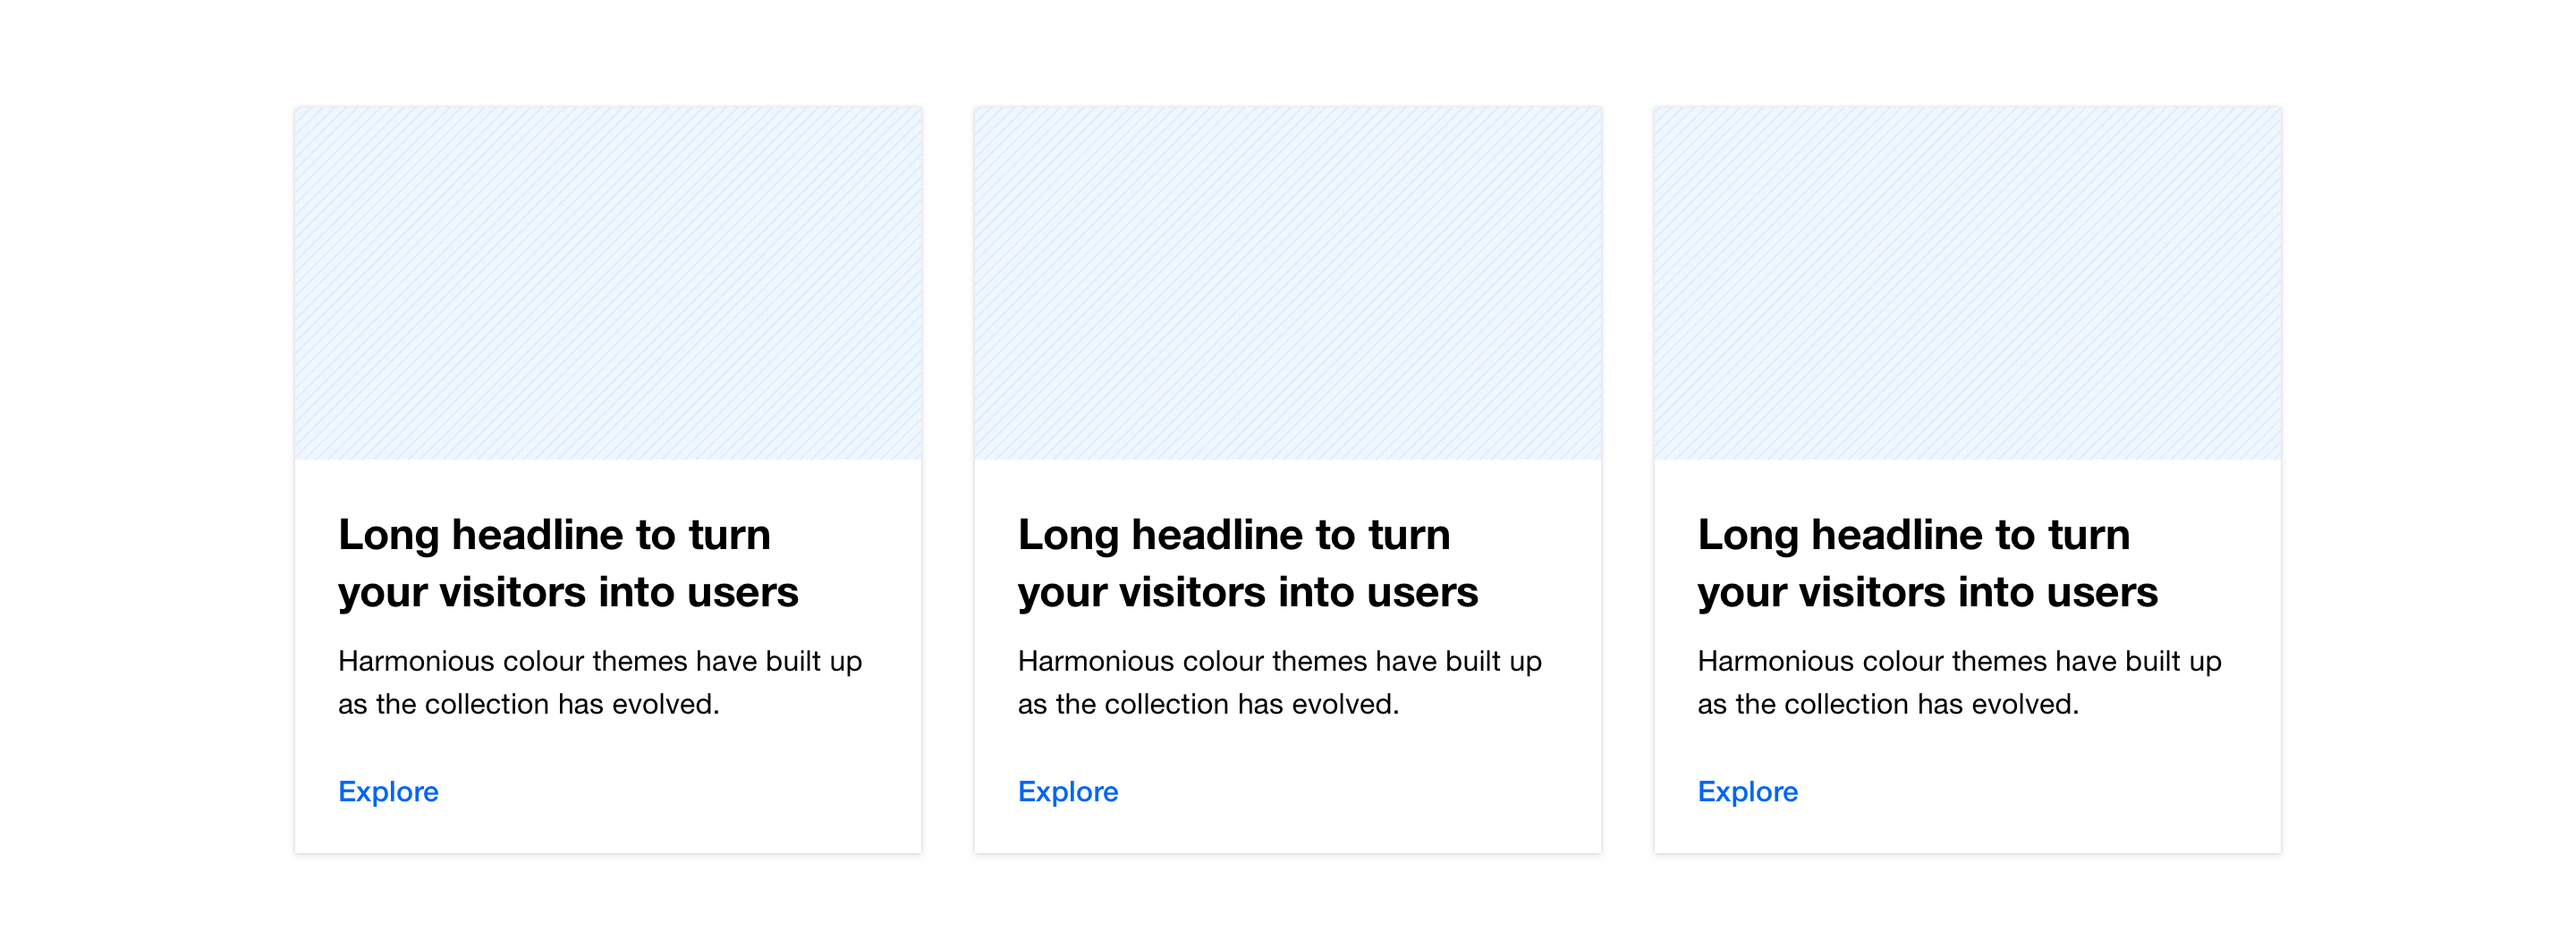 Long headline to turn
your visitors into users
Harmonious colour themes have built up
as the collection has evolved.
Explore
Long headline to turn
your visitors into users
Harmonious colour themes have built up
as the collection has evolved.
Explore
Long headline to turn
your visitors into users
Harmonious colour themes have built up
as the collection has evolved.
Explore